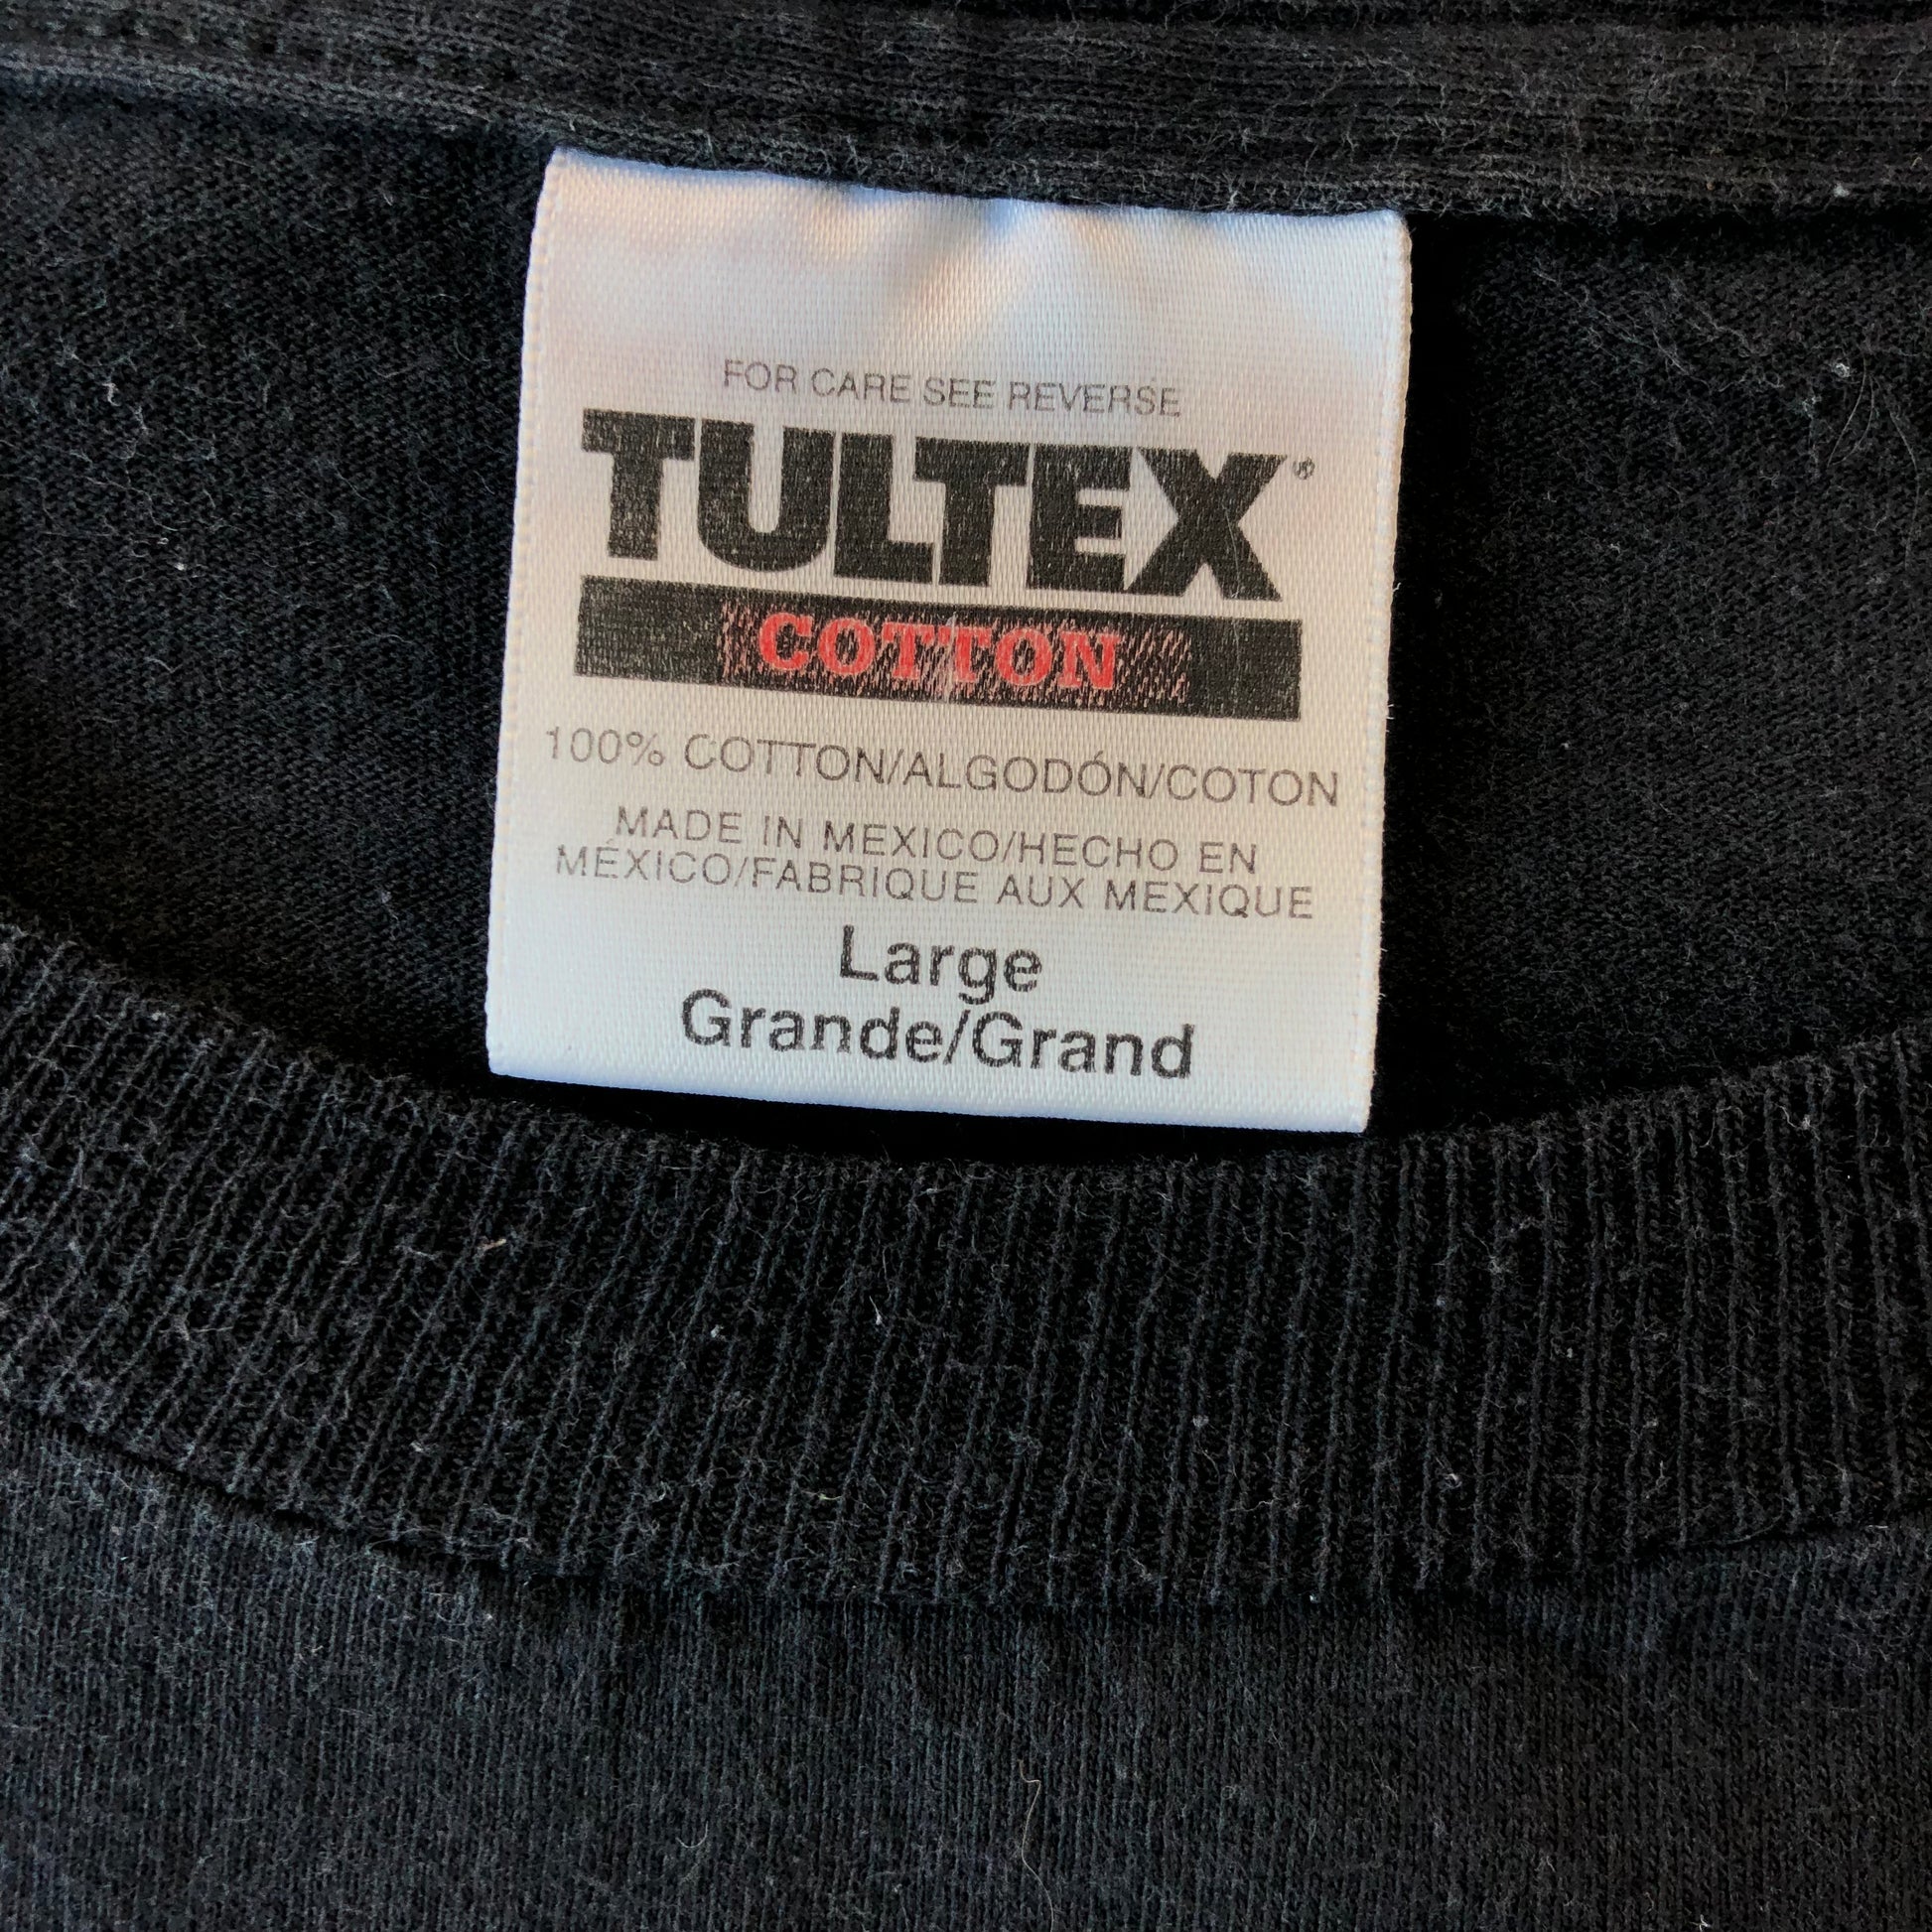 FOR CARE SEE REVERSE
TULTEX®
COTTON
100% COTTON/ALGODÓN/COTON
MADE IN MEXICO/HECHO EN
MÉXICO/FABRIQUE AUX MEXIQUE
Large
Grande/Grand